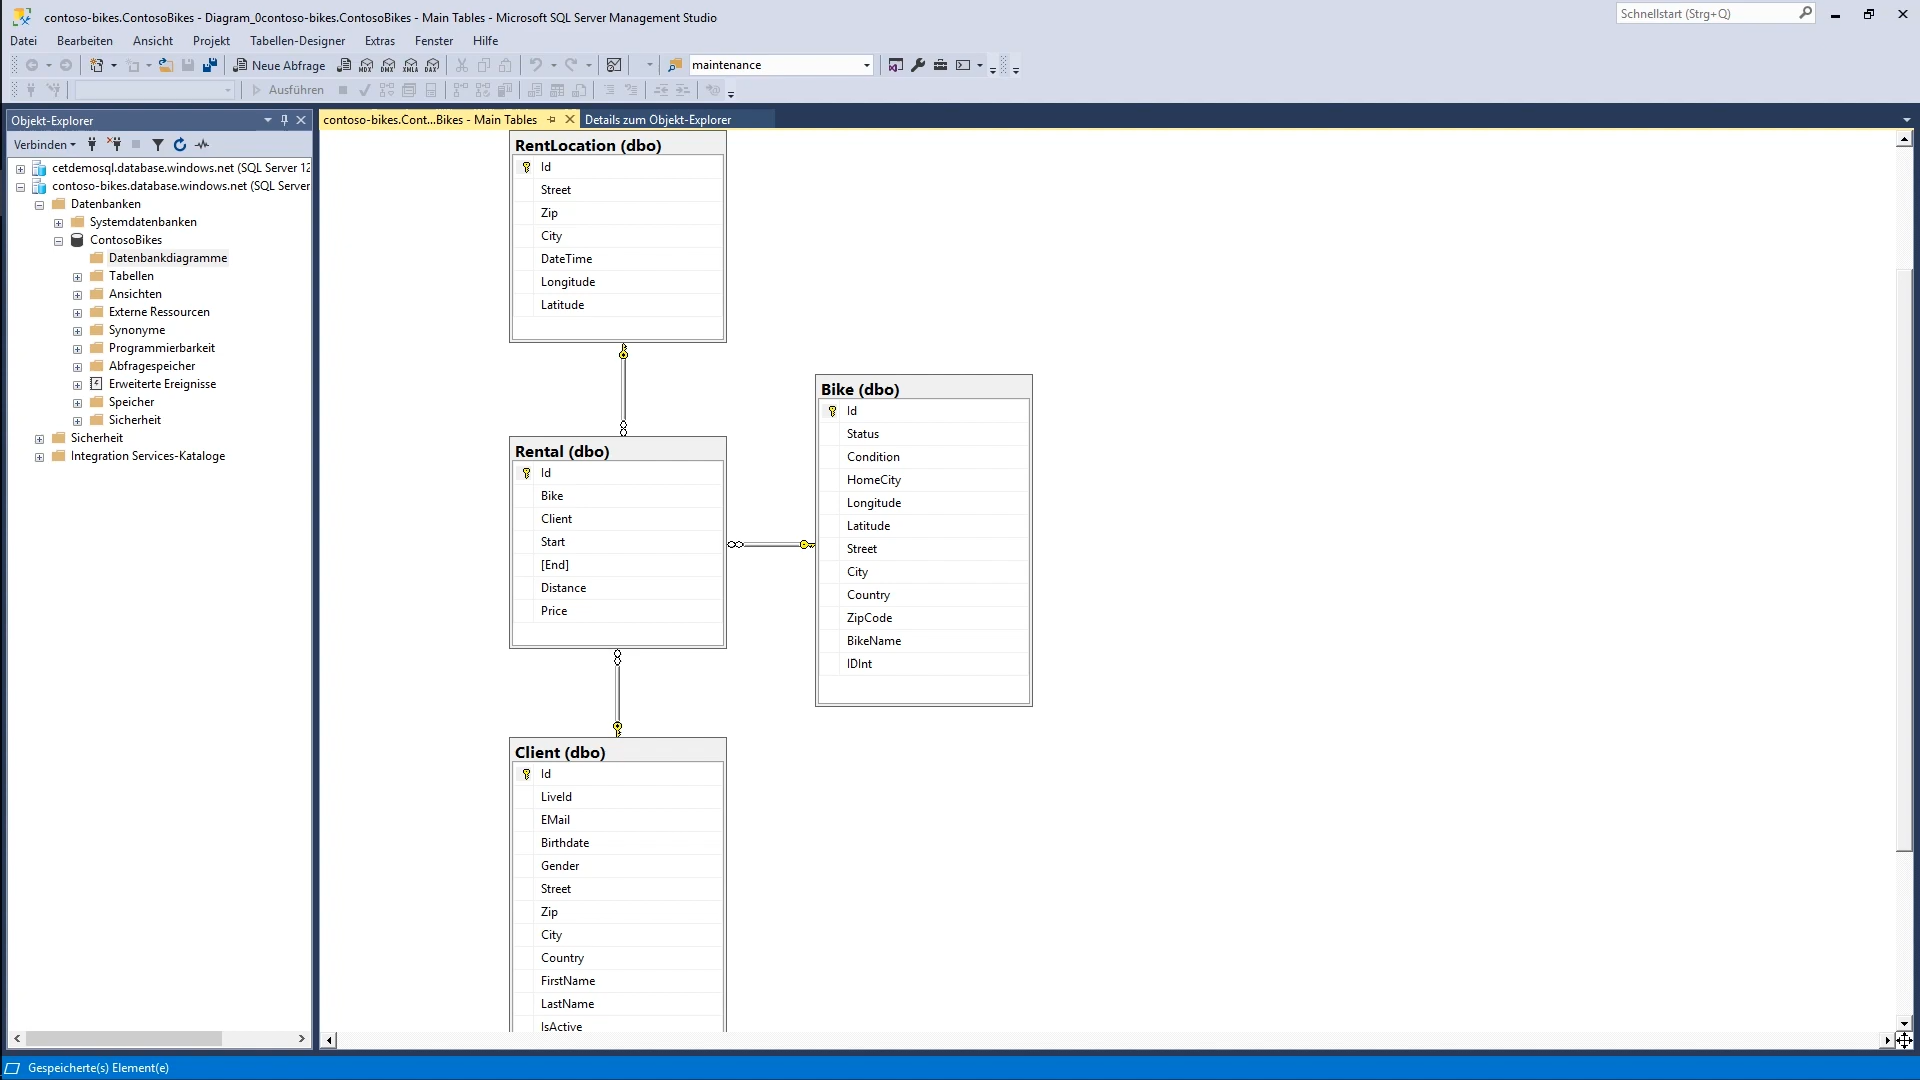 contoso-bikes.ContosoBikes - Diagram_0contoso-bikes.ContosoBikes - Main Tables - Microsoft SQL Server Management Studio
Schnellstart (Strg+Q)
Datei Bearbeiten Ansicht Projekt Tabellen-Designer Extras Fenster Hilfe
Neue Abfrage
MDX
DMX
XMLA
DAX
maintenance
Ausführen
Objekt-Explorer
contoso-bikes.Cont...Bikes - Main Tables
Details zum Objekt-Explorer
Verbinden
cetdemosql.database.windows.net (SQL Server 12
contoso-bikes.database.windows.net (SQL Server
Datenbanken
Systemdatenbanken
ContosoBikes
Datenbankdiagramme
Tabellen
Ansichten
Externe Ressourcen
Synonyme
Programmierbarkeit
Abfragespeicher
Erweiterte Ereignisse
Speicher
Sicherheit
Sicherheit
Integration Services-Kataloge
RentLocation (dbo)
Id
Street
Zip
City
DateTime
Longitude
Latitude
Rental (dbo)
Id
Bike
Client
Start
[End]
Distance
Price
Bike (dbo)
Id
Status
Condition
HomeCity
Longitude
Latitude
Street
City
Country
ZipCode
BikeName
IDInt
Client (dbo)
Id
LiveId
EMail
Birthdate
Gender
Street
Zip
City
Country
FirstName
LastName
IsActive
Gespeicherte(s) Element(e)